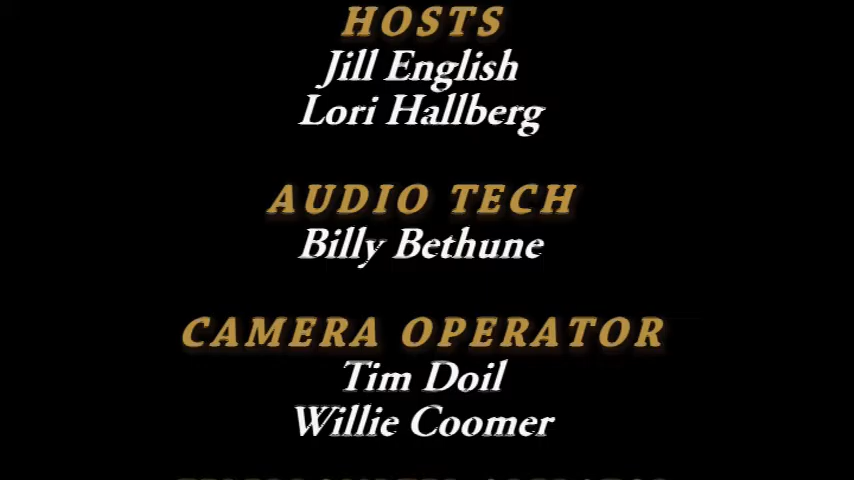 HOSTS
Jill English
Lori Hallberg
AUDIO TECH
Billy Bethune
CAMERA OPERATOR
Tim Doil
Willie Coomer